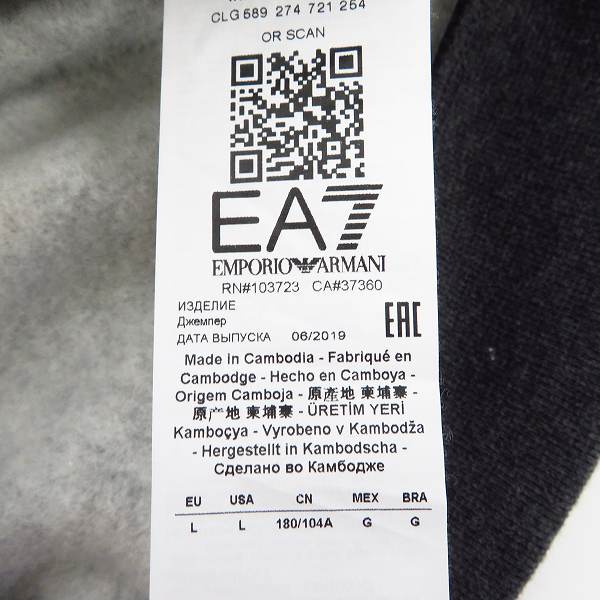 CLG 589 274 721 254
OR SCAN
EA7
EMPORIO ARMANI
RN#103723 CA#37360
ИЗДЕЛИЕ
Джемпер
ДАТА ВЫПУСКА 06/2019
EAC
Made in Cambodia - Fabriqué en
Cambodge - Hecho en Camboya -
Origem Camboja - 原產地 柬埔寨
- 原产地 柬埔寨 - ÜRETİM YERİ
Kamboçya - Vyrobeno v Kambodža
- Hergestellt in Kambodscha -
Сделано во Камбодже
EU USA CN MEX BRA
L L 180/104A G G